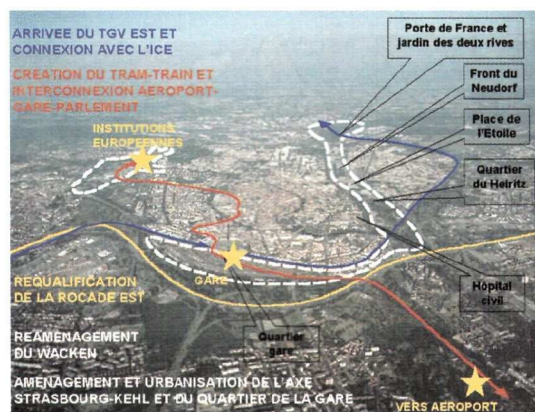 ARRIVEE DU TGV EST ET
CONNEXION AVEC L'ICE
CREATION DU TRAM-TRAIN ET
INTERCONNEXION AEROPORT-
GARE-PARLEMENT
INSTITUTIONS
EUROPEENNES
Porte de France et
jardin des deux rives
Front du
Neudorf
Place de
l'Etoile
Quartier
du Heiritz
Hôpital
civil
GARE
Quartier
gare
REQUALIFICATION
DE LA ROCADE EST
REAMENAGEMENT
DU WACKEN
AMENAGEMENT ET URBANISATION DE L'AXE
STRASBOURG-KEHL ET DU QUARTIER DE LA GARE
VERS AEROPORT